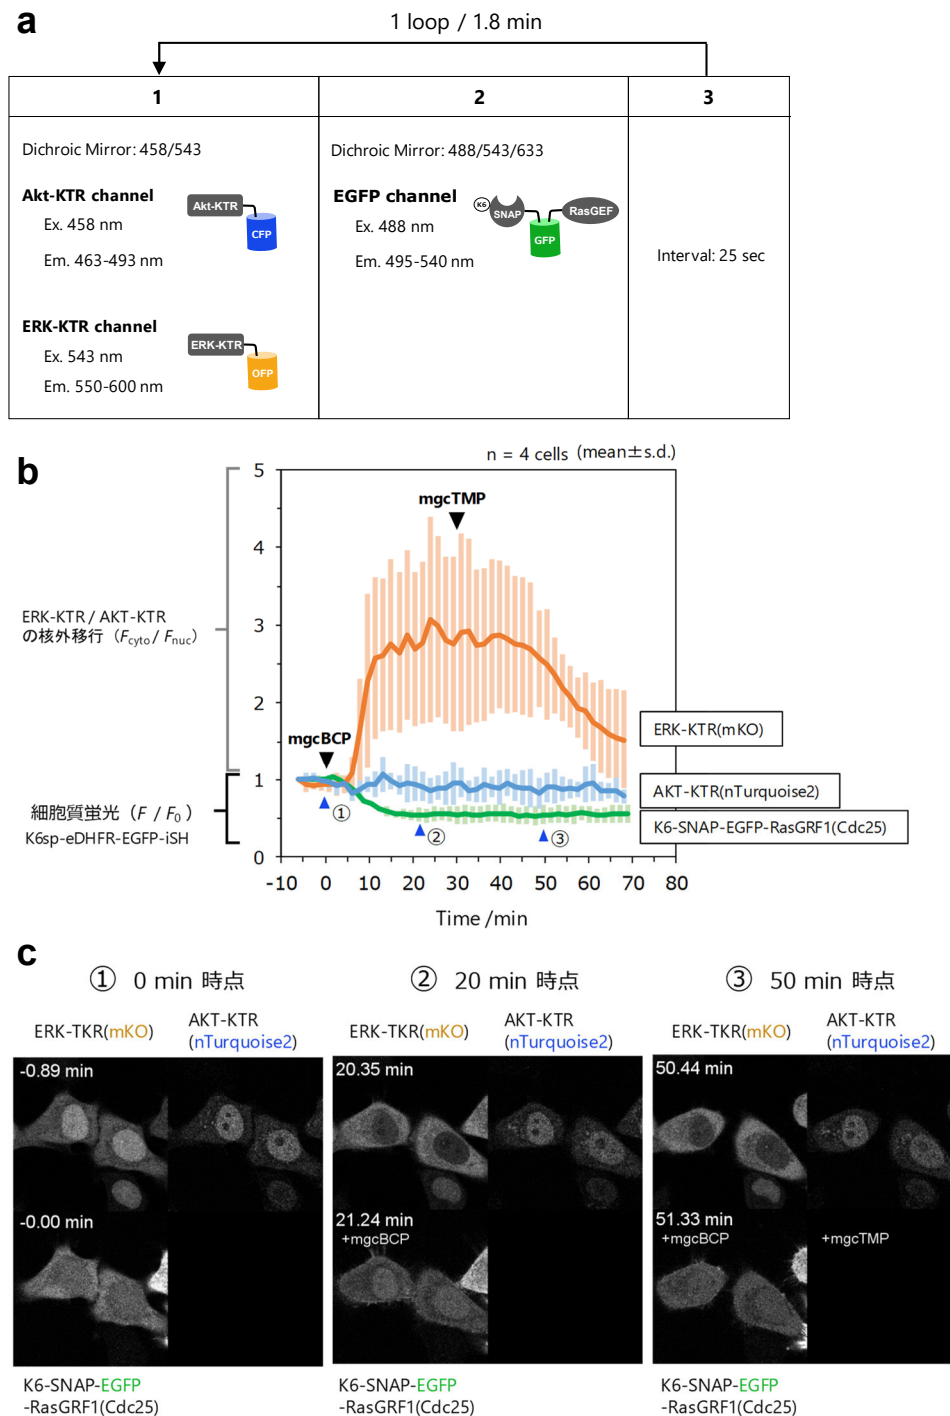 a
1 loop / 1.8 min
1
2
3
Dichroic Mirror: 458/543
Dichroic Mirror: 488/543/633
Akt-KTR channel
Ex. 458 nm
Em. 463-493 nm
Akt-KTR
CFP
EGFP channel
Ex. 488 nm
Em. 495-540 nm
K6
SNAP
RasGEF
GFP
Interval: 25 sec
ERK-KTR channel
Ex. 543 nm
Em. 550-600 nm
ERK-KTR
OFP
b
n = 4 cells (mean±s.d.)
5
4
3
2
1
0
mgcTMP
mgcBCP
ERK-KTR / AKT-KTR
の核外移行（Fcyto / Fnuc）
細胞質蛍光（F / F0）
K6sp-eDHFR-EGFP-iSH
①
②
③
ERK-KTR(mKO)
AKT-KTR(nTurquoise2)
K6-SNAP-EGFP-RasGRF1(Cdc25)
-10 0 10 20 30 40 50 60 70 80
Time /min
c
① 0 min 時点
② 20 min 時点
③ 50 min 時点
ERK-TKR(mKO)
AKT-KTR
(nTurquoise2)
ERK-TKR(mKO)
AKT-KTR
(nTurquoise2)
ERK-TKR(mKO)
AKT-KTR
(nTurquoise2)
-0.89 min
20.35 min
50.44 min
-0.00 min
21.24 min
+mgcBCP
51.33 min
+mgcBCP
+mgcTMP
K6-SNAP-EGFP
-RasGRF1(Cdc25)
K6-SNAP-EGFP
-RasGRF1(Cdc25)
K6-SNAP-EGFP
-RasGRF1(Cdc25)